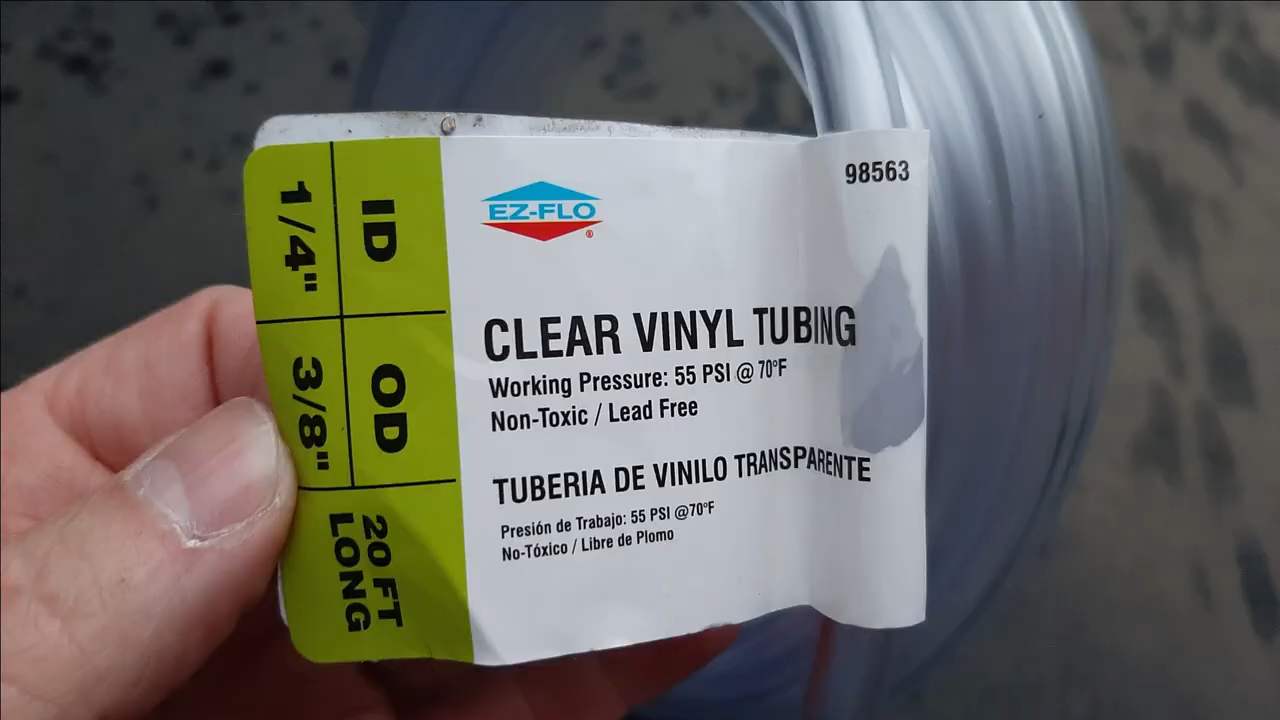 98563
EZ-FLO®
CLEAR VINYL TUBING
Working Pressure: 55 PSI @ 70°F
Non-Toxic / Lead Free
TUBERIA DE VINILO TRANSPARENTE
Presión de Trabajo: 55 PSI @70°F
No-Tóxico / Libre de Plomo
ID
1/4"
OD
3/8"
20 FT
LONG